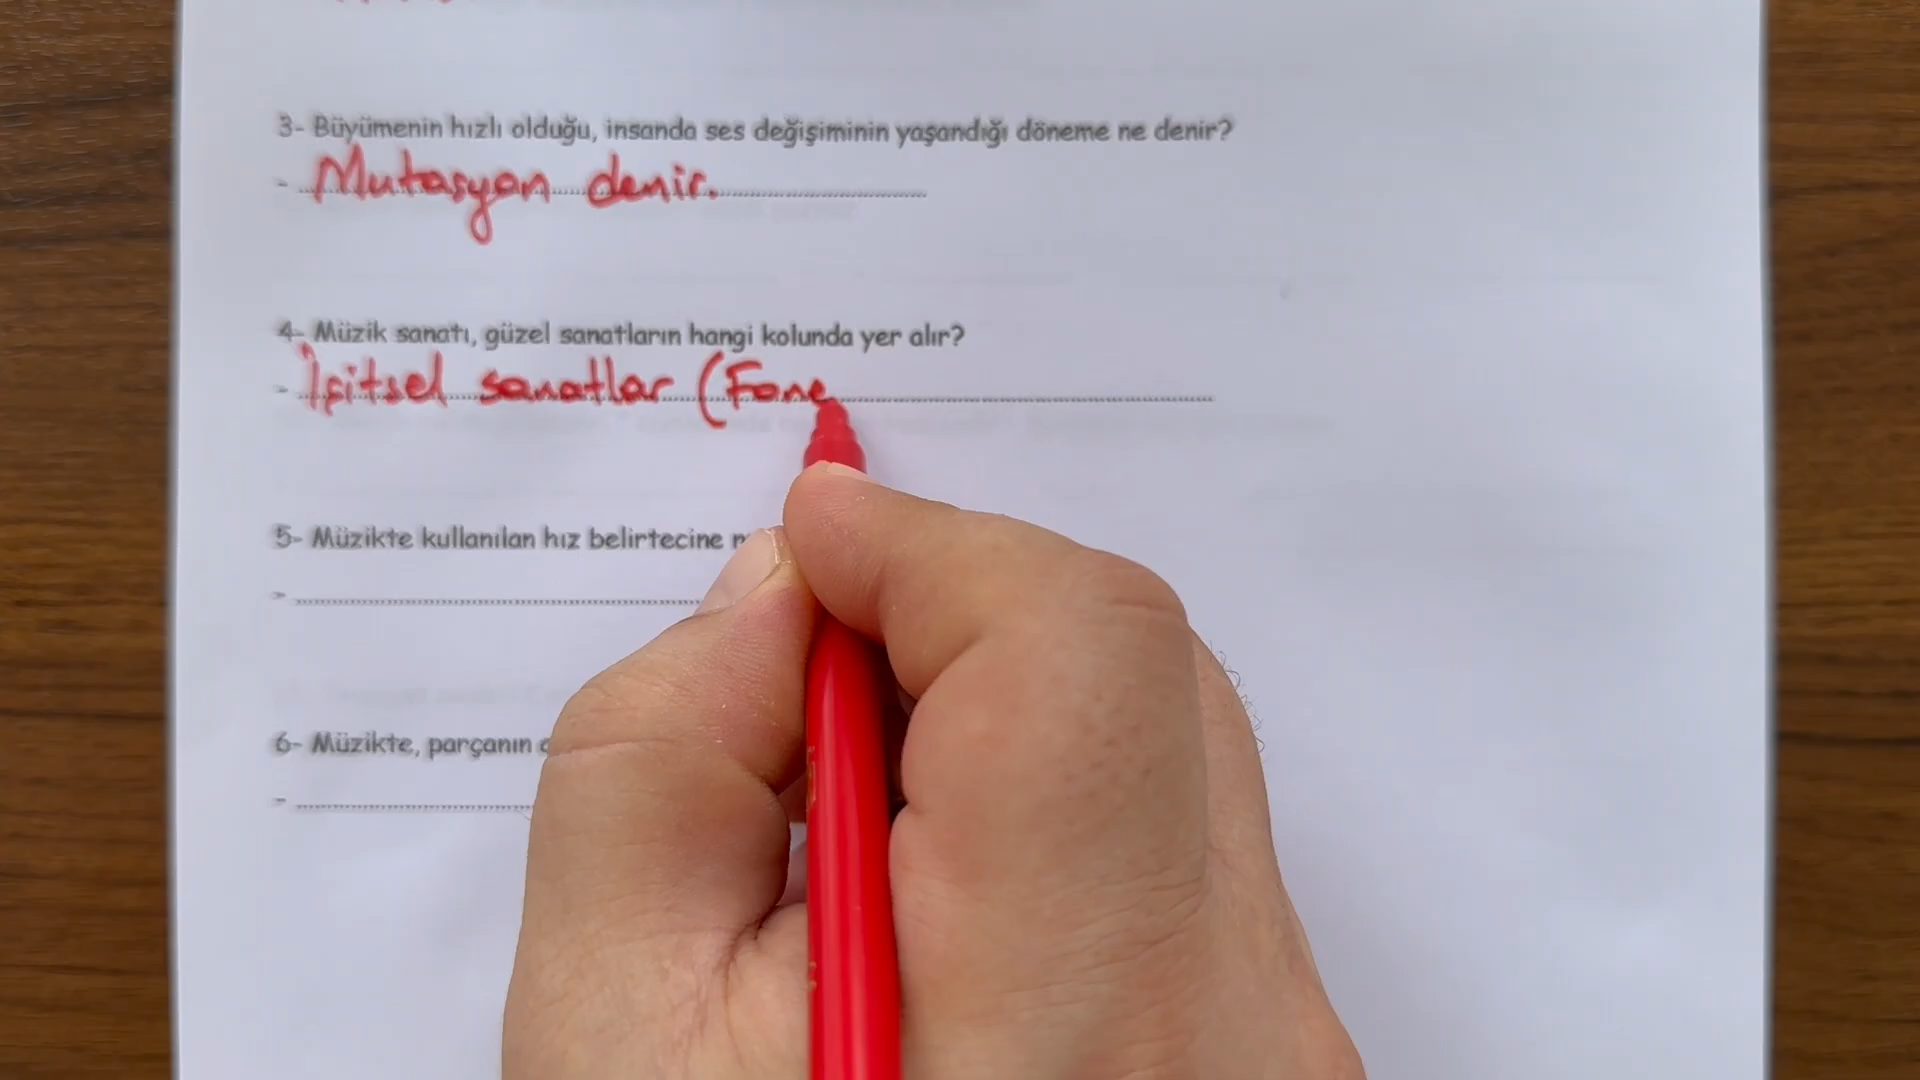 3- Büyümenin hızlı olduğu, insanda ses değişiminin yaşandığı döneme ne denir?
- Mutasyon denir.
4- Müzik sanatı, güzel sanatların hangi kolunda yer alır?
- İşitsel sanatlar (Fone
5- Müzikte kullanılan hız belirtecine
-
6- Müzikte, parçanın
-